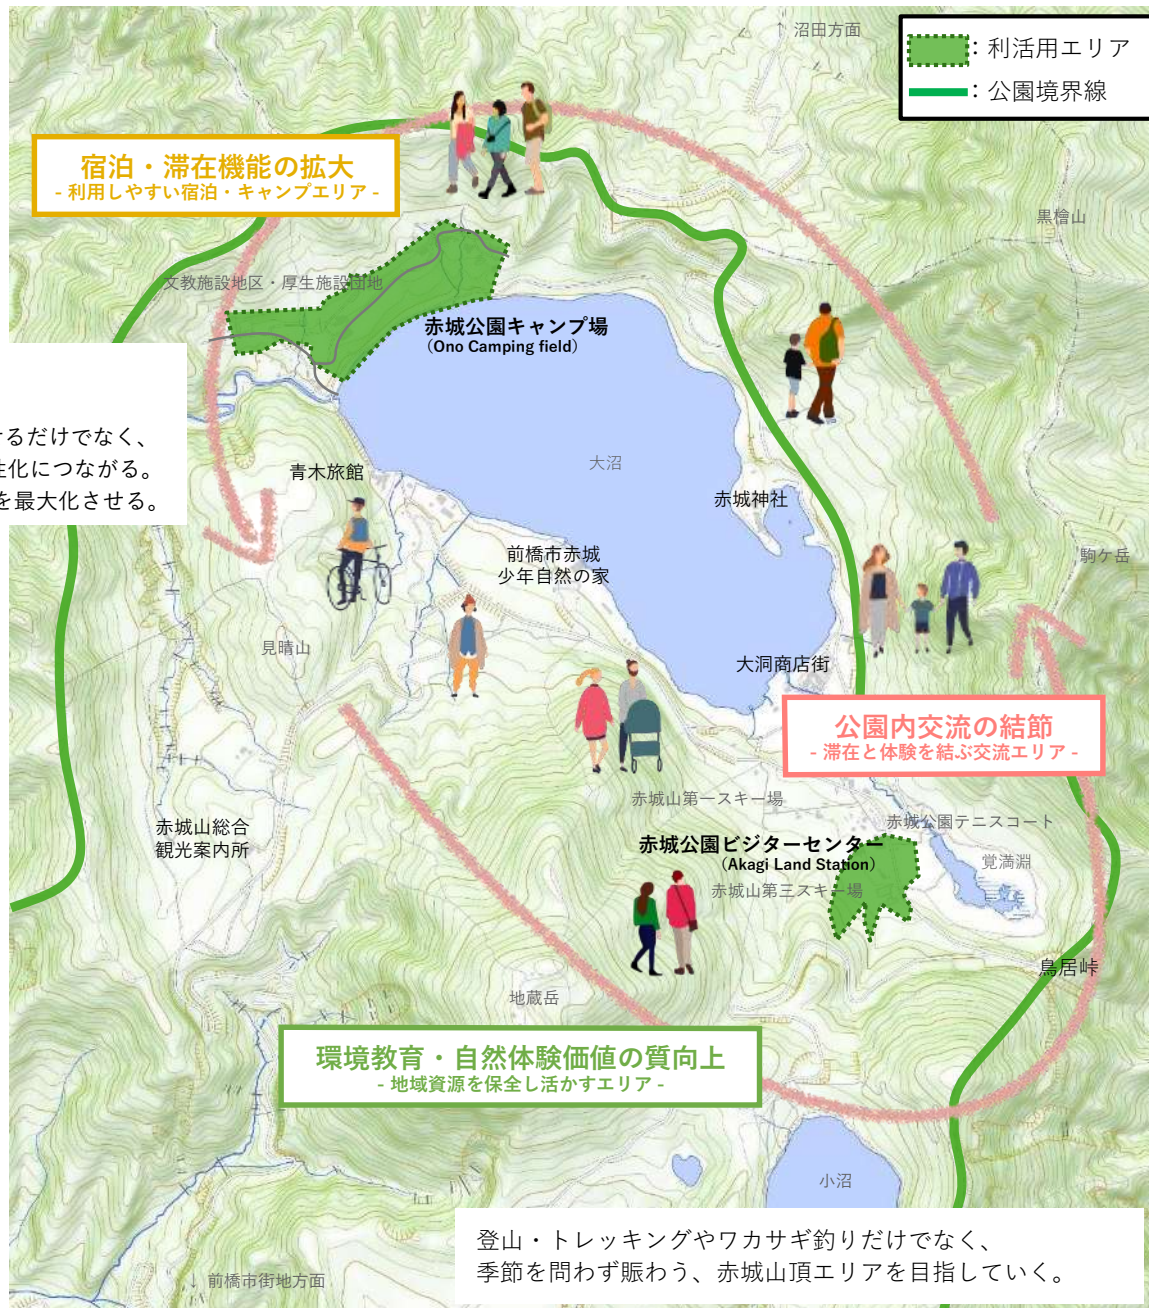 ↑ 沼田方面
：利活用エリア
：公園境界線
宿泊・滞在機能の拡大
- 利用しやすい宿泊・キャンプエリア -
黒檜山
文教施設地区・厚生施設団地
赤城公園キャンプ場
（Ono Camping field）
るだけでなく、
性化につながる。
を最大化させる。
大沼
青木旅館
赤城神社
前橋市赤城
少年自然の家
駒ケ岳
見晴山
大洞商店街
公園内交流の結節
- 滞在と体験を結ぶ交流エリア -
赤城山第一スキー場
赤城公園テニスコート
赤城山総合
観光案内所
赤城公園ビジターセンター
（Akagi Land Station）
覚満淵
赤城山第三スキー場
鳥居峠
地蔵岳
環境教育・自然体験価値の質向上
- 地域資源を保全し活かすエリア -
小沼
登山・トレッキングやワカサギ釣りだけでなく、
季節を問わず賑わう、赤城山頂エリアを目指していく。
↓ 前橋市街地方面